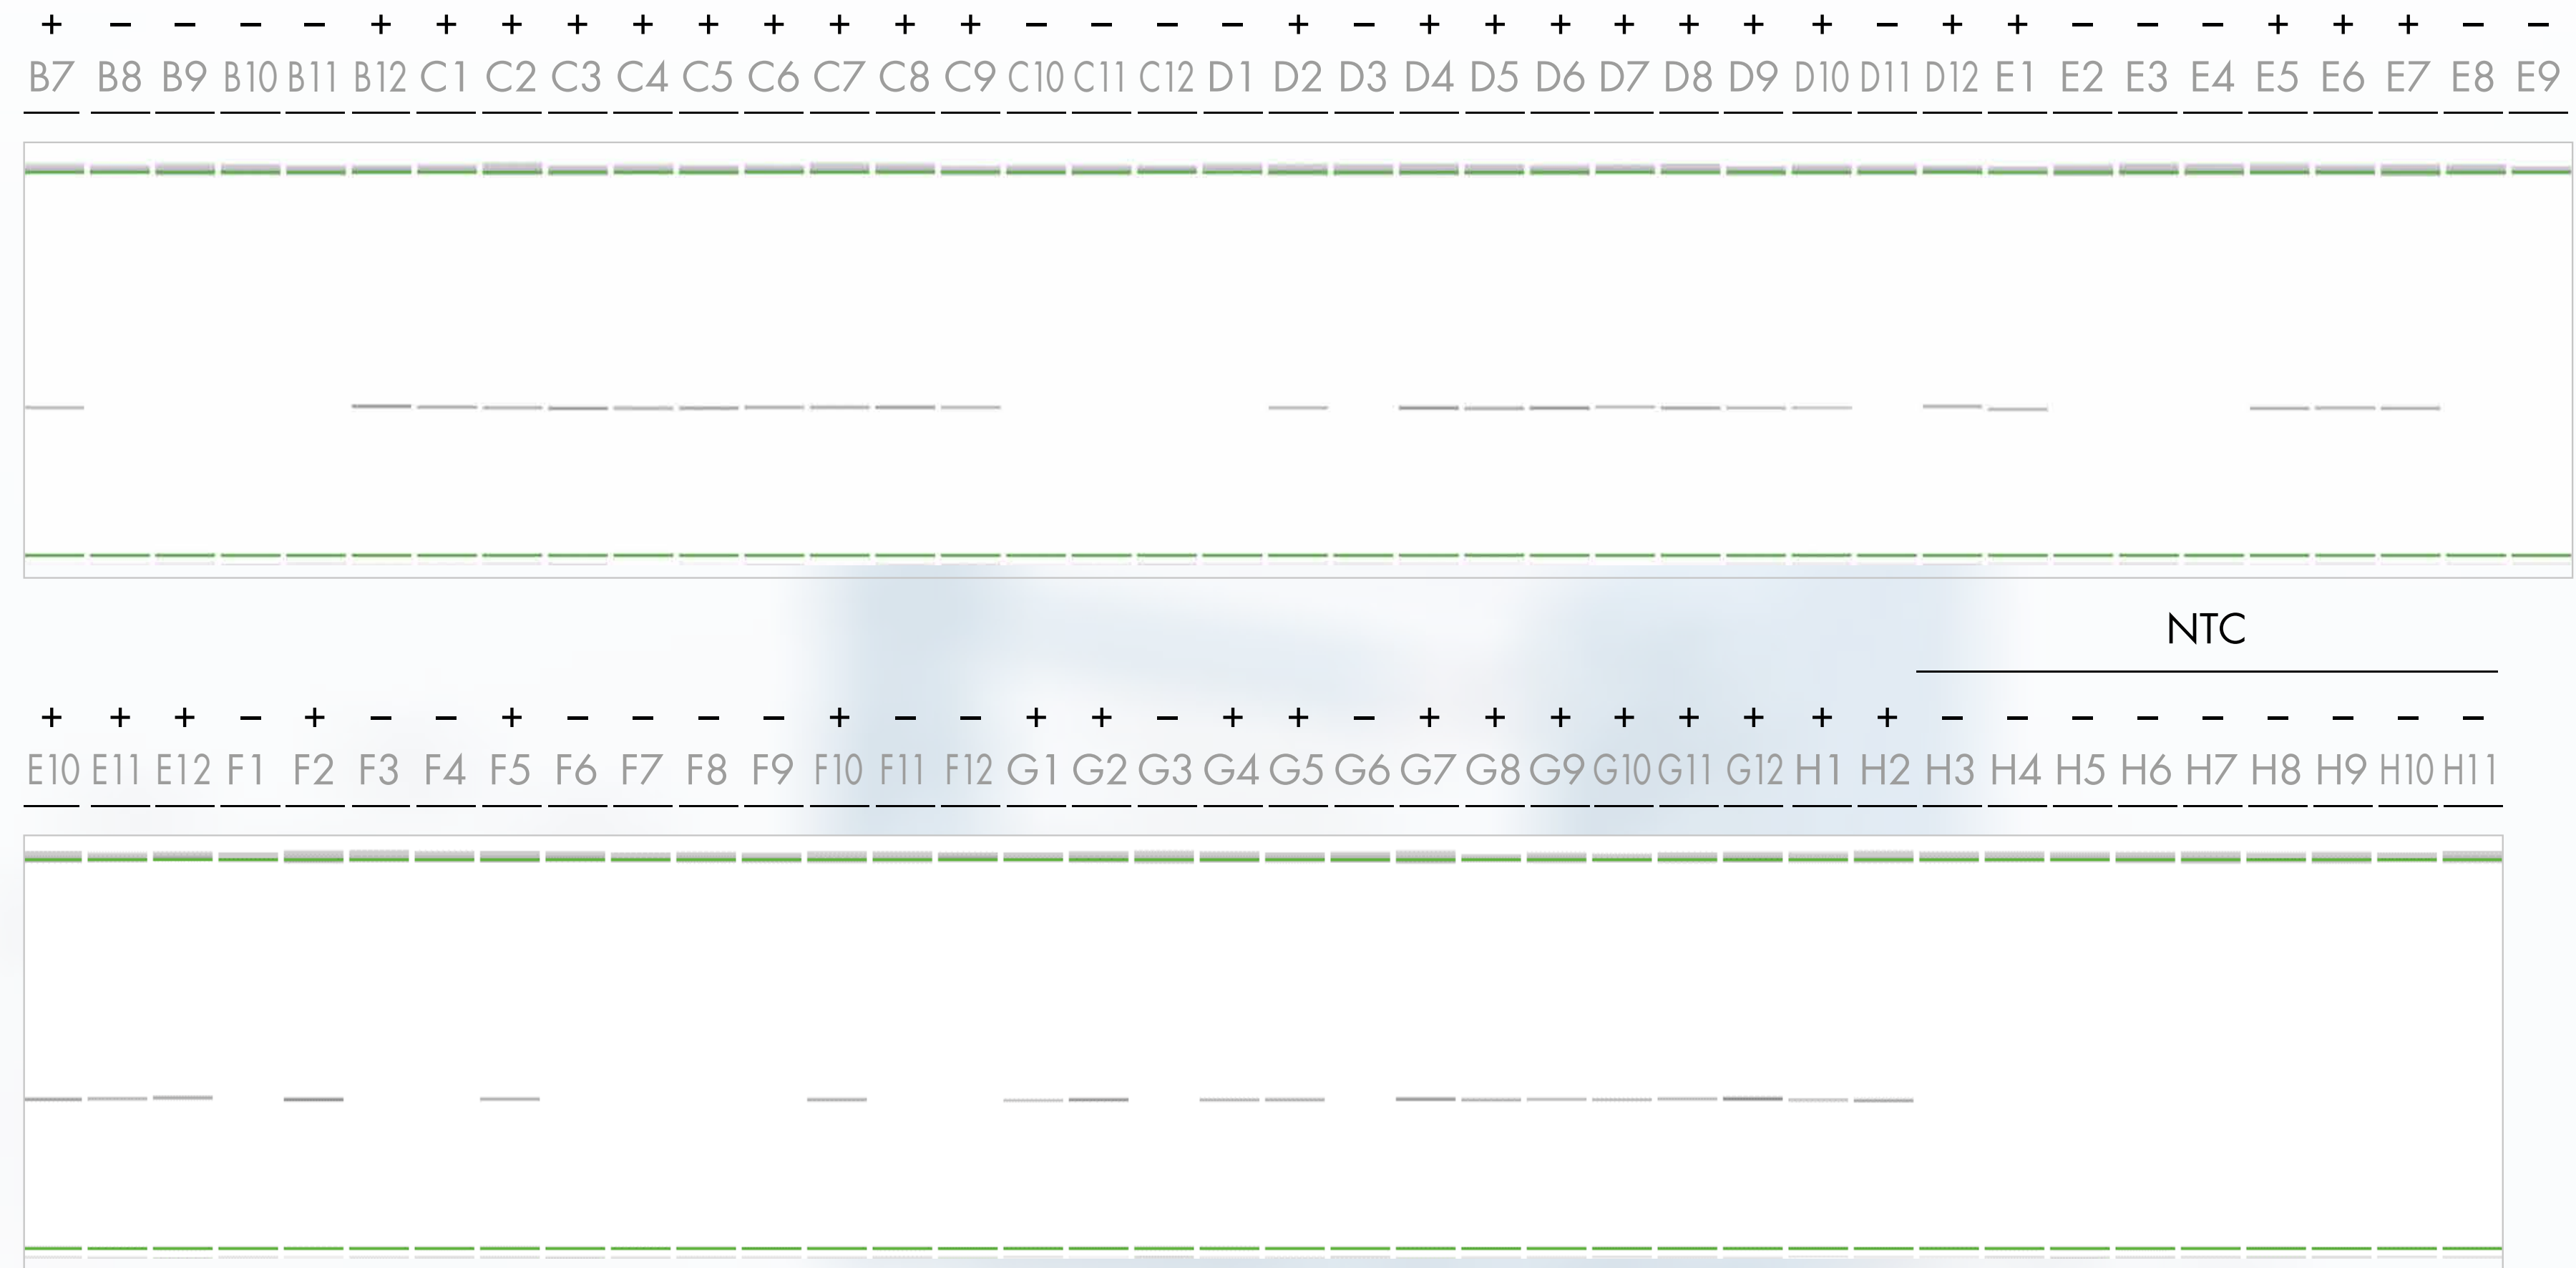 + − − − − + + + + + + + + + + − − − − + − + + + + + + + − + + − − − + + + − −
B7 B8 B9 B10 B11 B12 C1 C2 C3 C4 C5 C6 C7 C8 C9 C10 C11 C12 D1 D2 D3 D4 D5 D6 D7 D8 D9 D10 D11 D12 E1 E2 E3 E4 E5 E6 E7 E8 E9
NTC
+ + + − + − − + − − − − + − − + + − + + − + + + + + + + + − − − − − − − − −
E10 E11 E12 F1 F2 F3 F4 F5 F6 F7 F8 F9 F10 F11 F12 G1 G2 G3 G4 G5 G6 G7 G8 G9 G10 G11 G12 H1 H2 H3 H4 H5 H6 H7 H8 H9 H10 H11